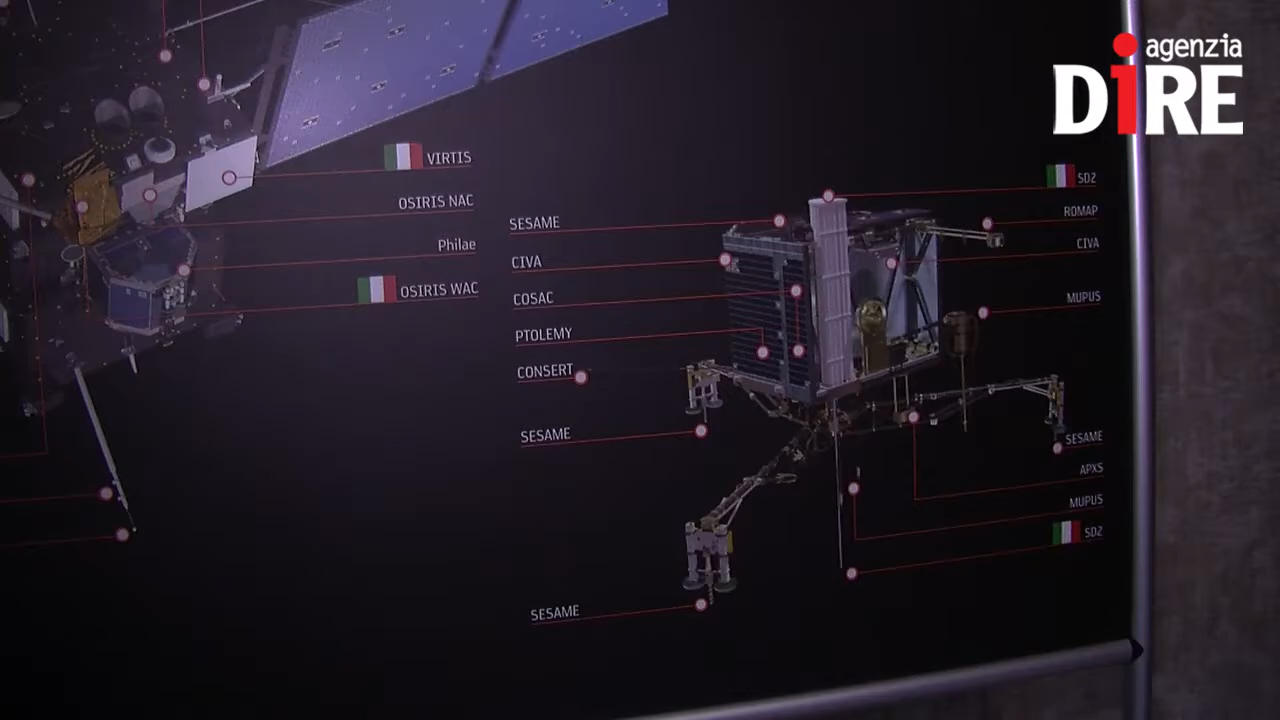 agenzia
DiRE
VIRTIS
OSIRIS NAC
Philae
OSIRIS WAC
SESAME
CIVA
COSAC
PTOLEMY
CONSERT
SESAME
SESAME
SD2
ROMAP
CIVA
MUPUS
SESAME
APXS
MUPUS
SD2